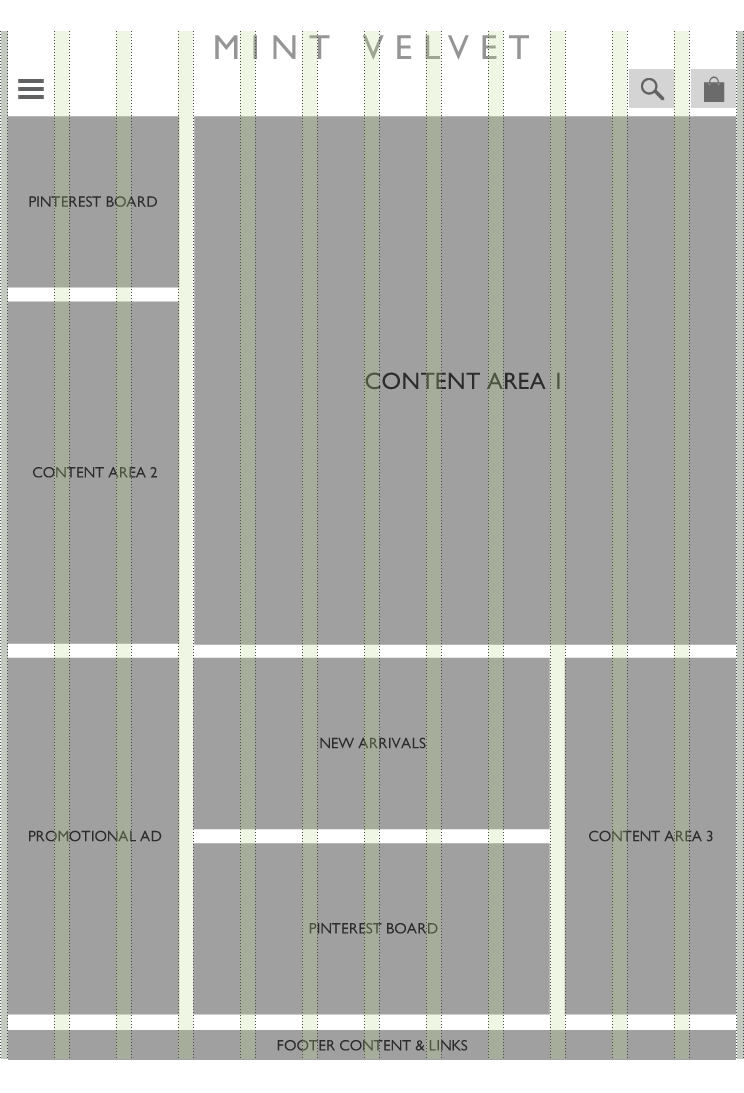 MINT VELVET
PINTEREST BOARD
CONTENT AREA 1
CONTENT AREA 2
NEW ARRIVALS
PROMOTIONAL AD
CONTENT AREA 3
PINTEREST BOARD
FOOTER CONTENT & LINKS